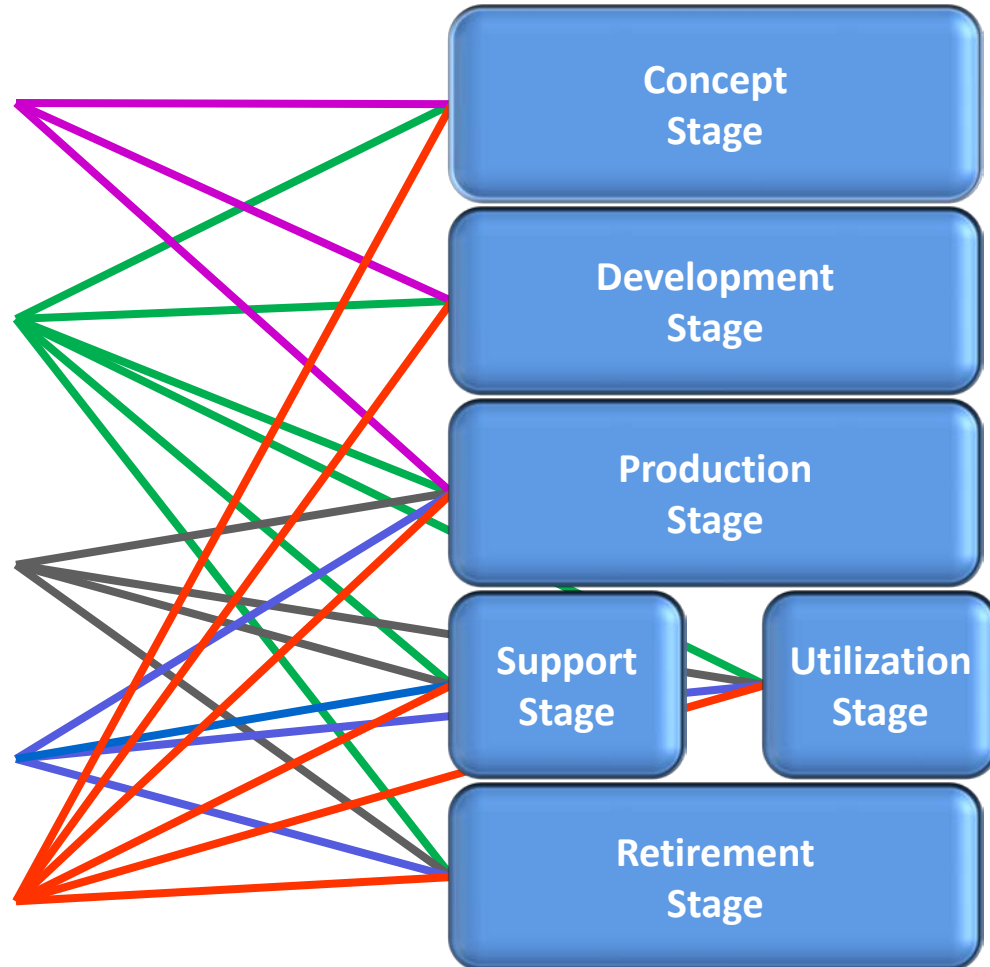 Concept
Stage
Development
Stage
Production
Stage
Support
Stage
Utilization
Stage
Retirement
Stage